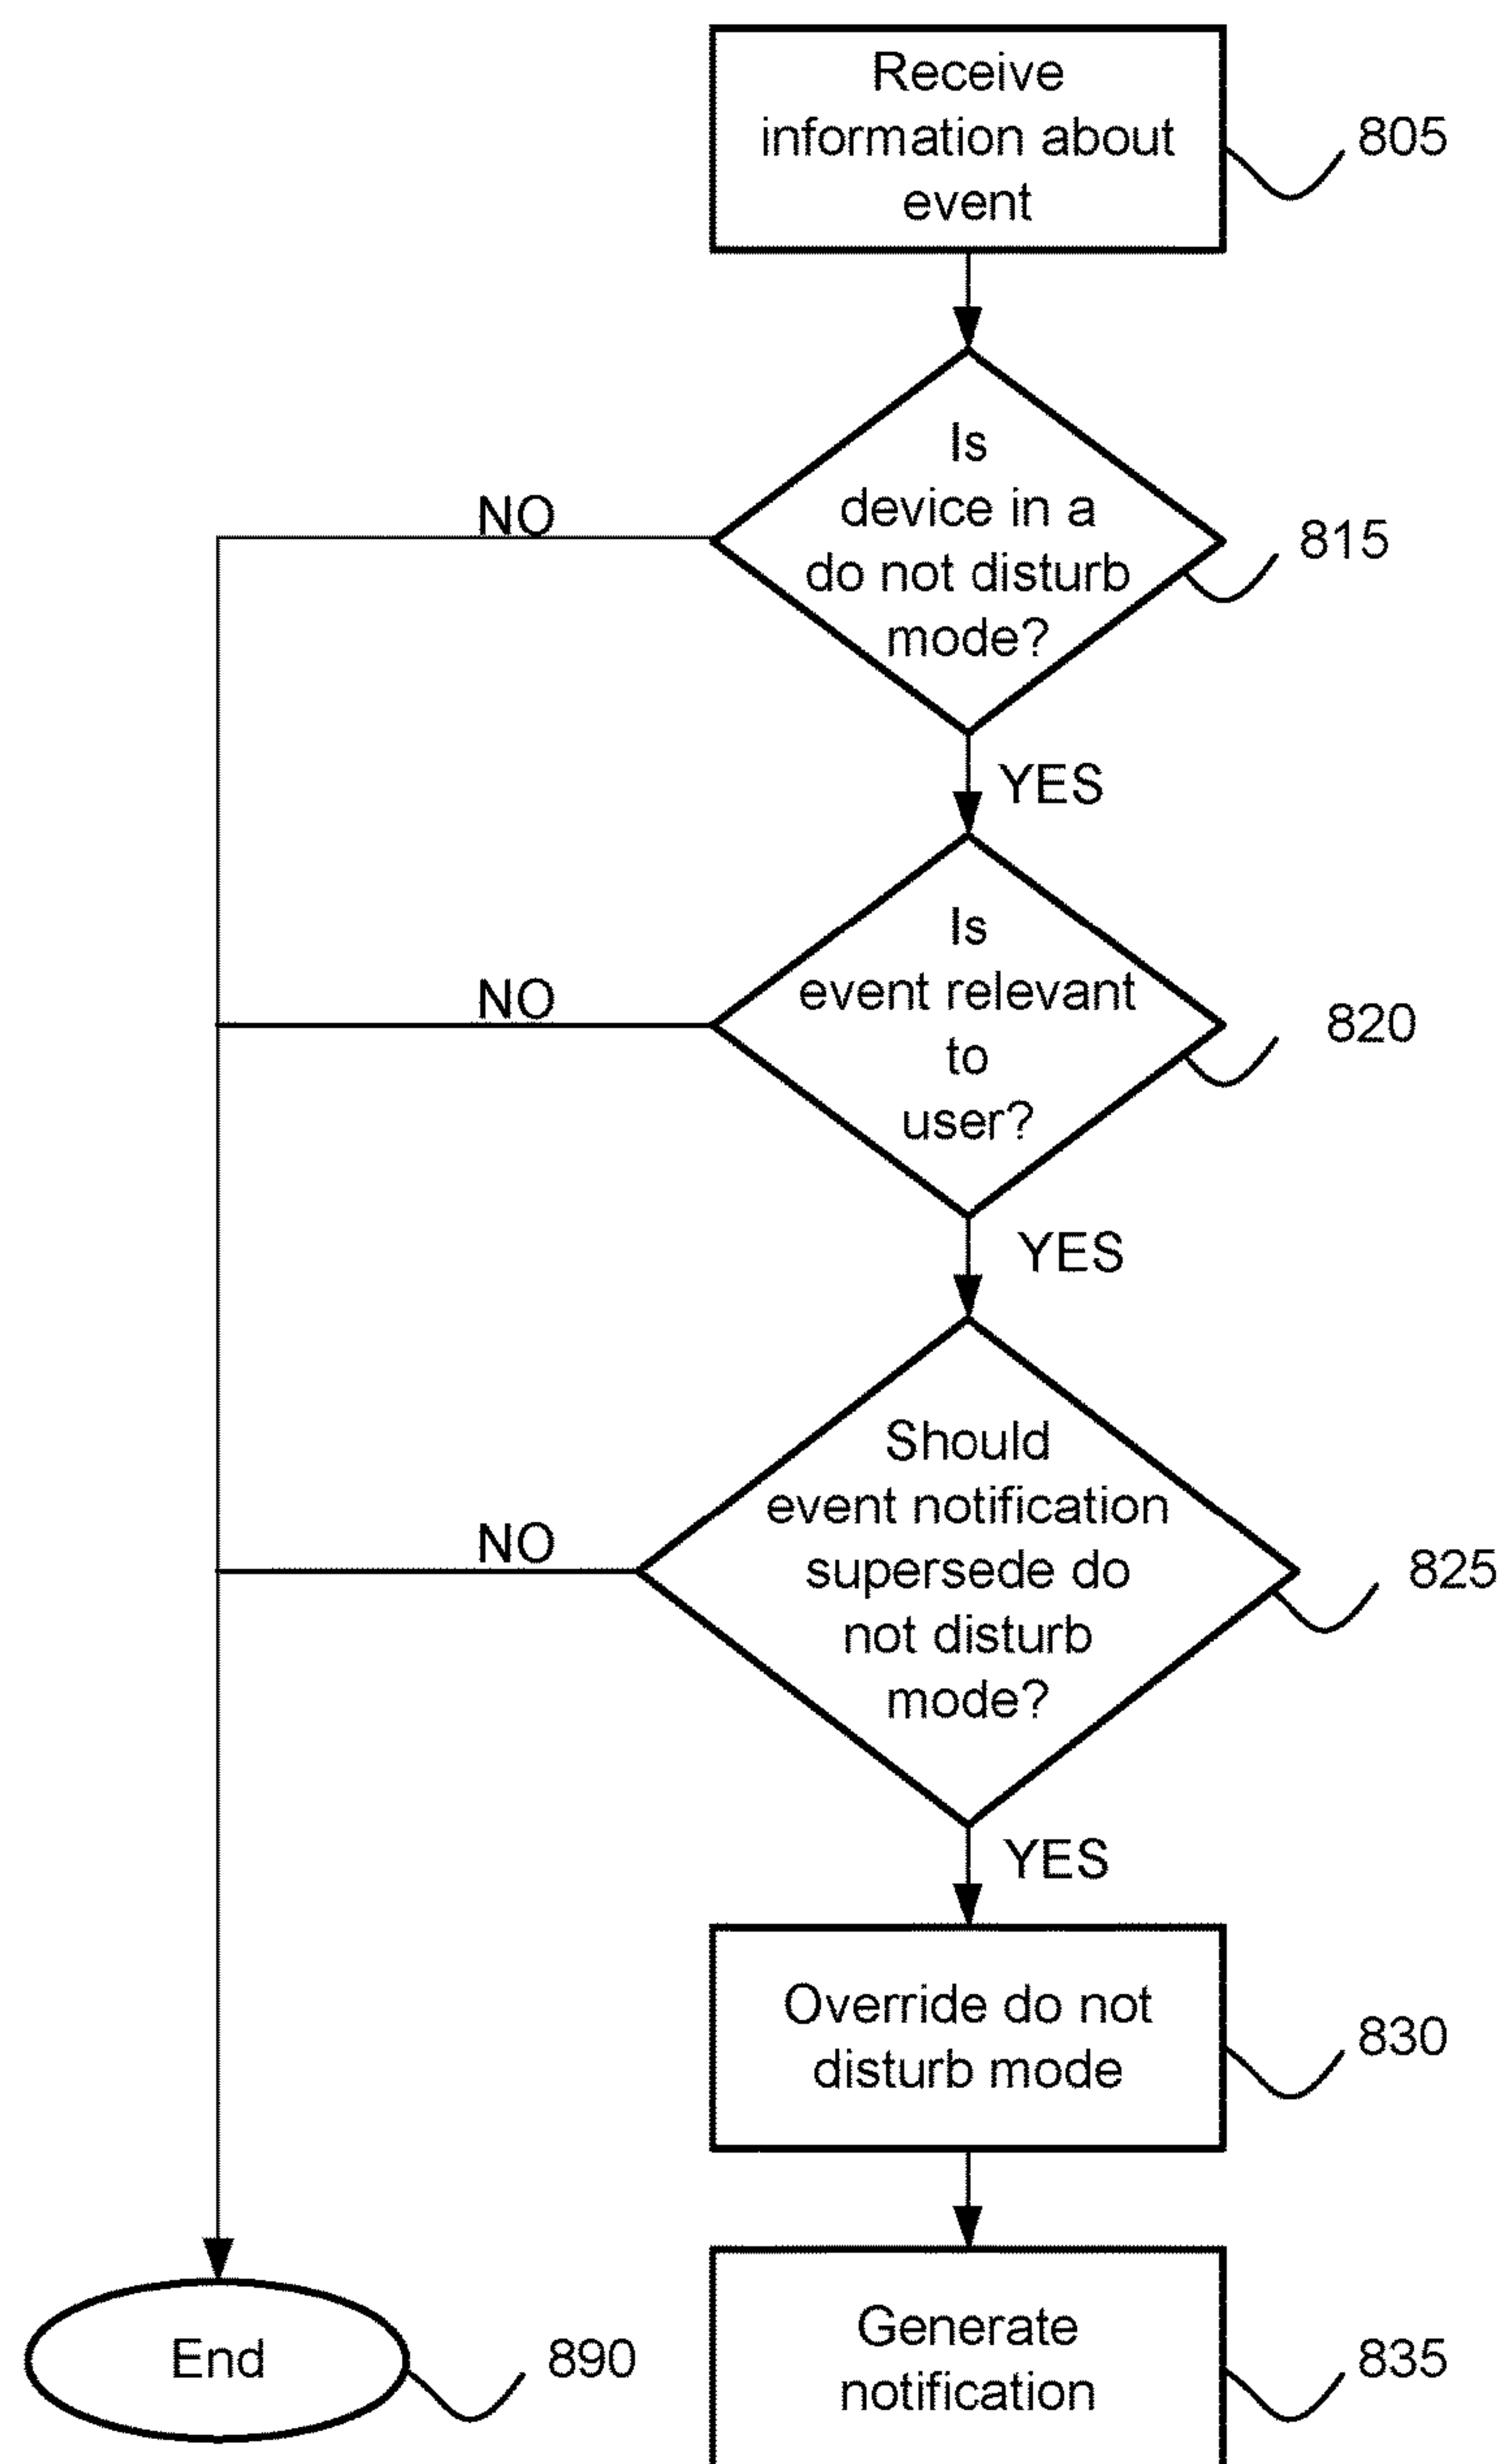 Receive
information about
event
805
Is
device in a
do not disturb
mode?
815
NO
YES
Is
event relevant
to
user?
820
NO
YES
Should
event notification
supersede do
not disturb
mode?
825
NO
YES
Override do not
disturb mode
830
Generate
notification
835
End
890